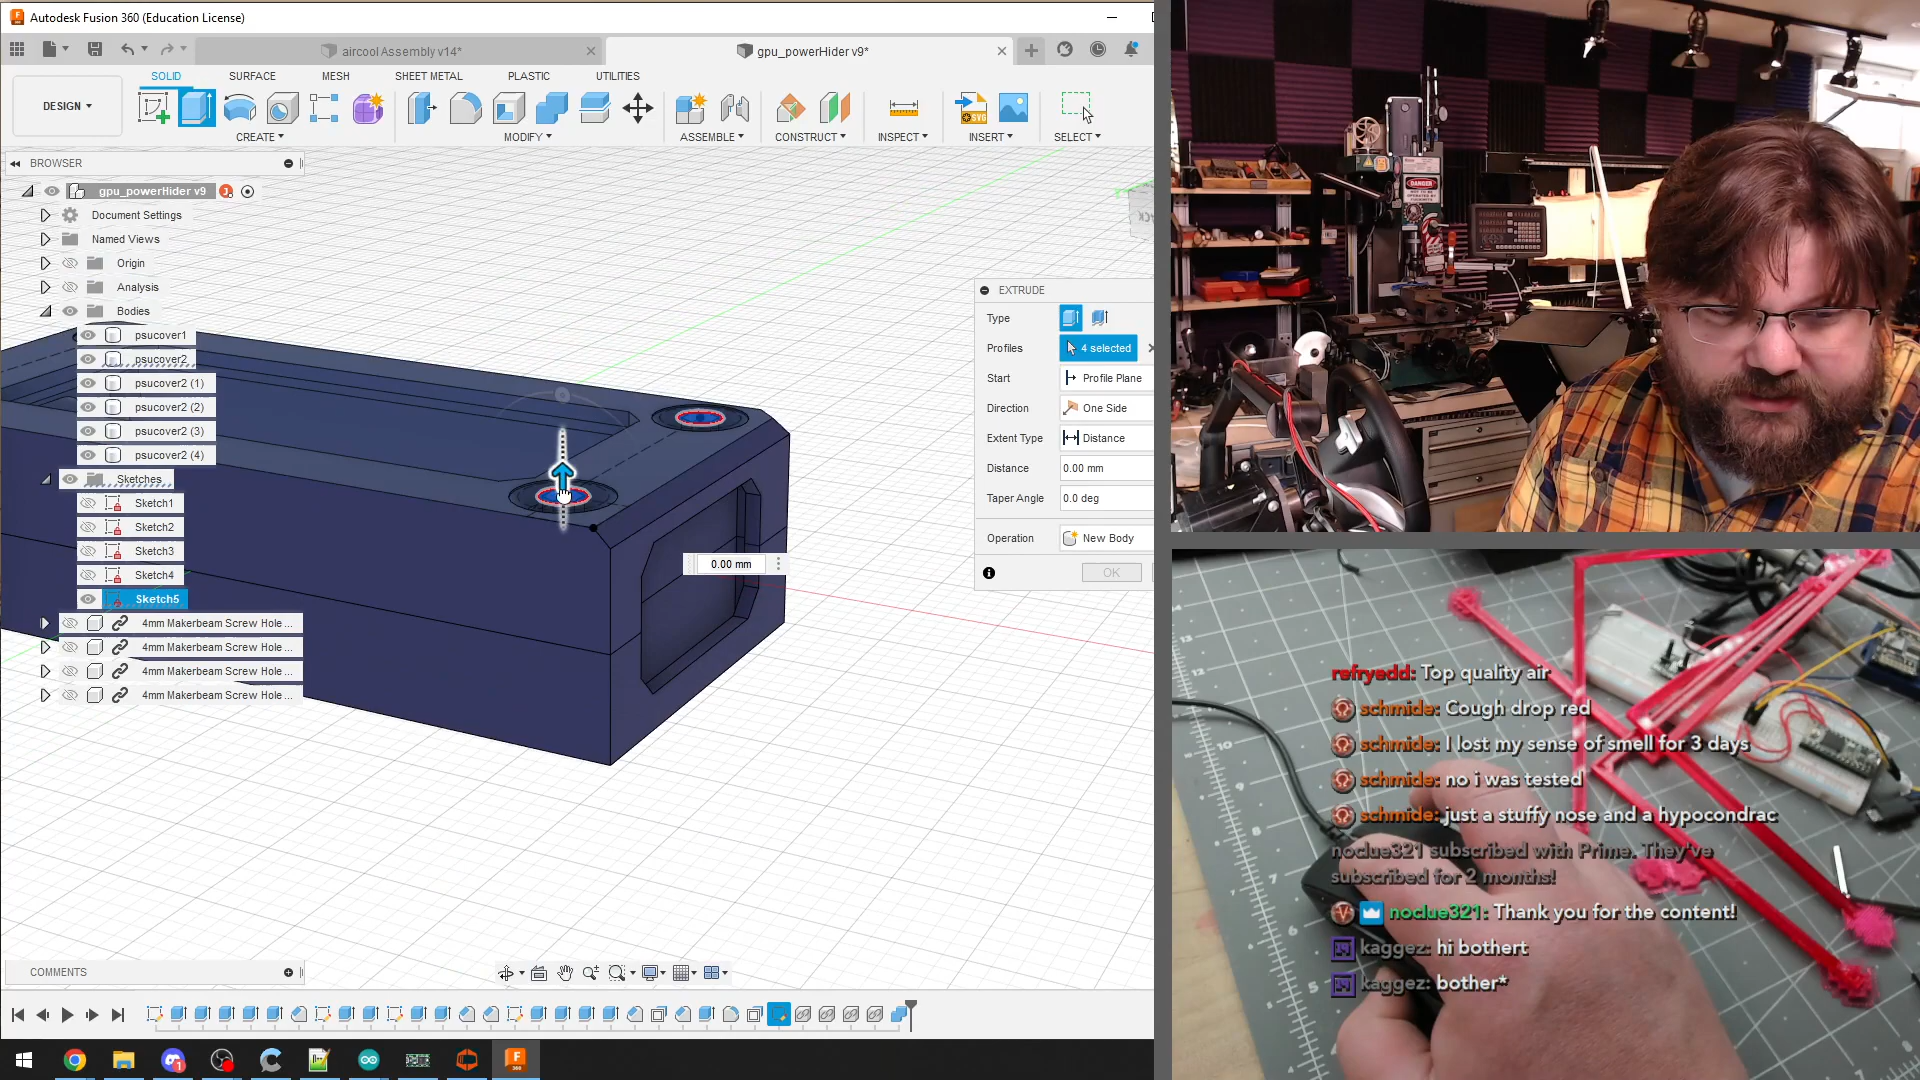 Autodesk Fusion 360 (Education License)
aircool Assembly v14*
gpu_powerHider v9*
SOLID
SURFACE
MESH
SHEET METAL
PLASTIC
UTILITIES
DESIGN
CREATE
MODIFY
ASSEMBLE
CONSTRUCT
INSPECT
INSERT
SELECT
BROWSER
gpu_powerHider v9
Document Settings
Named Views
Origin
Analysis
Bodies
psucover1
psucover2
psucover2 (1)
psucover2 (2)
psucover2 (3)
psucover2 (4)
Sketches
Sketch1
Sketch2
Sketch3
Sketch4
Sketch5
4mm Makerbeam Screw Hole ...
4mm Makerbeam Screw Hole ...
4mm Makerbeam Screw Hole ...
4mm Makerbeam Screw Hole ...
0.00 mm
EXTRUDE
Type
Profiles
4 selected
Start
Profile Plane
Direction
One Side
Extent Type
Distance
Distance
0.00 mm
Taper Angle
0.0 deg
Operation
New Body
OK
COMMENTS
DANGER
refryedd: Top quality air
schmide: Cough drop red
schmide: I lost my sense of smell for 3 days
schmide: no i was tested
schmide: just a stuffy nose and a hypocondrac
noclue321 subscribed with Prime. They've
subscribed for 2 months!
noclue321: Thank you for the content!
kaggez: hi bothert
kaggez: bother*